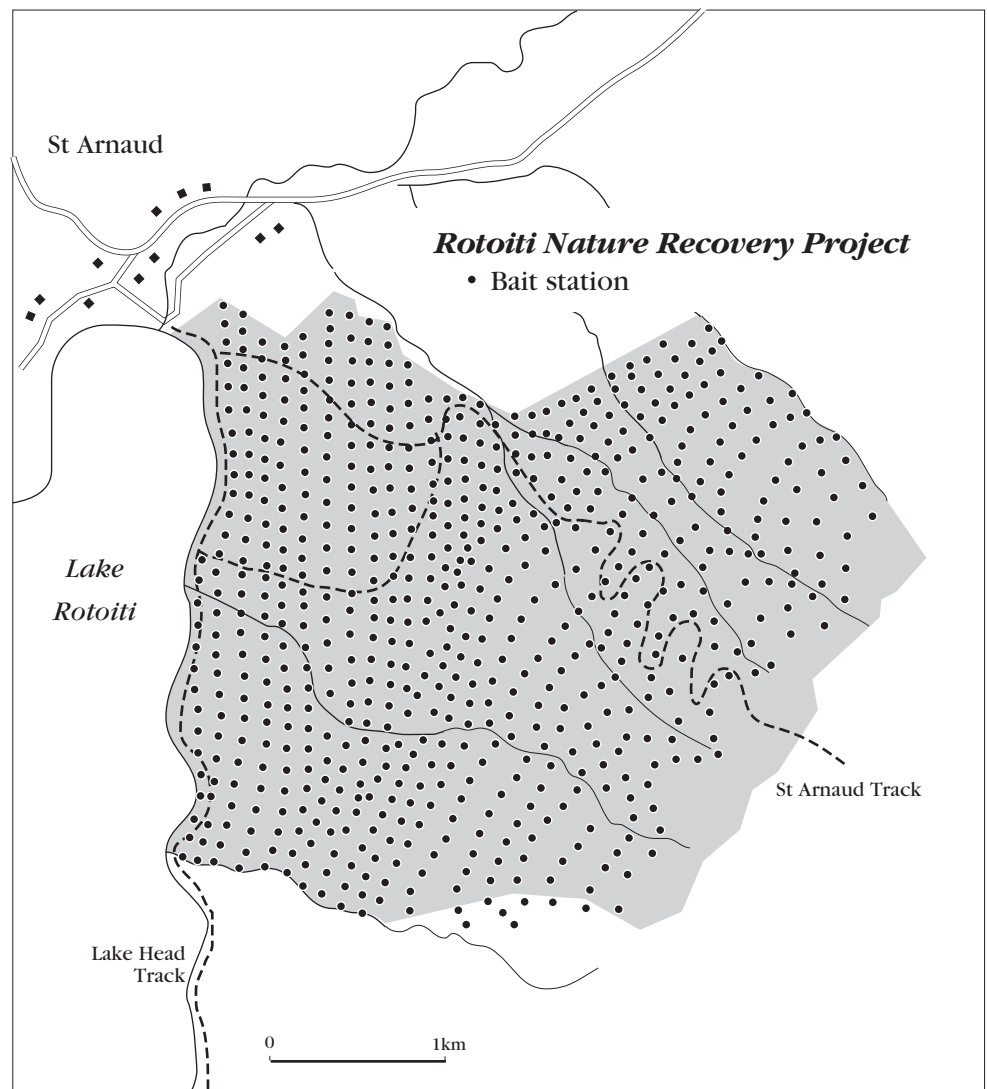 St Arnaud
Rotoiti Nature Recovery Project
Bait station
Lake
Rotoiti
St Arnaud Track
Lake Head
Track
0 1km